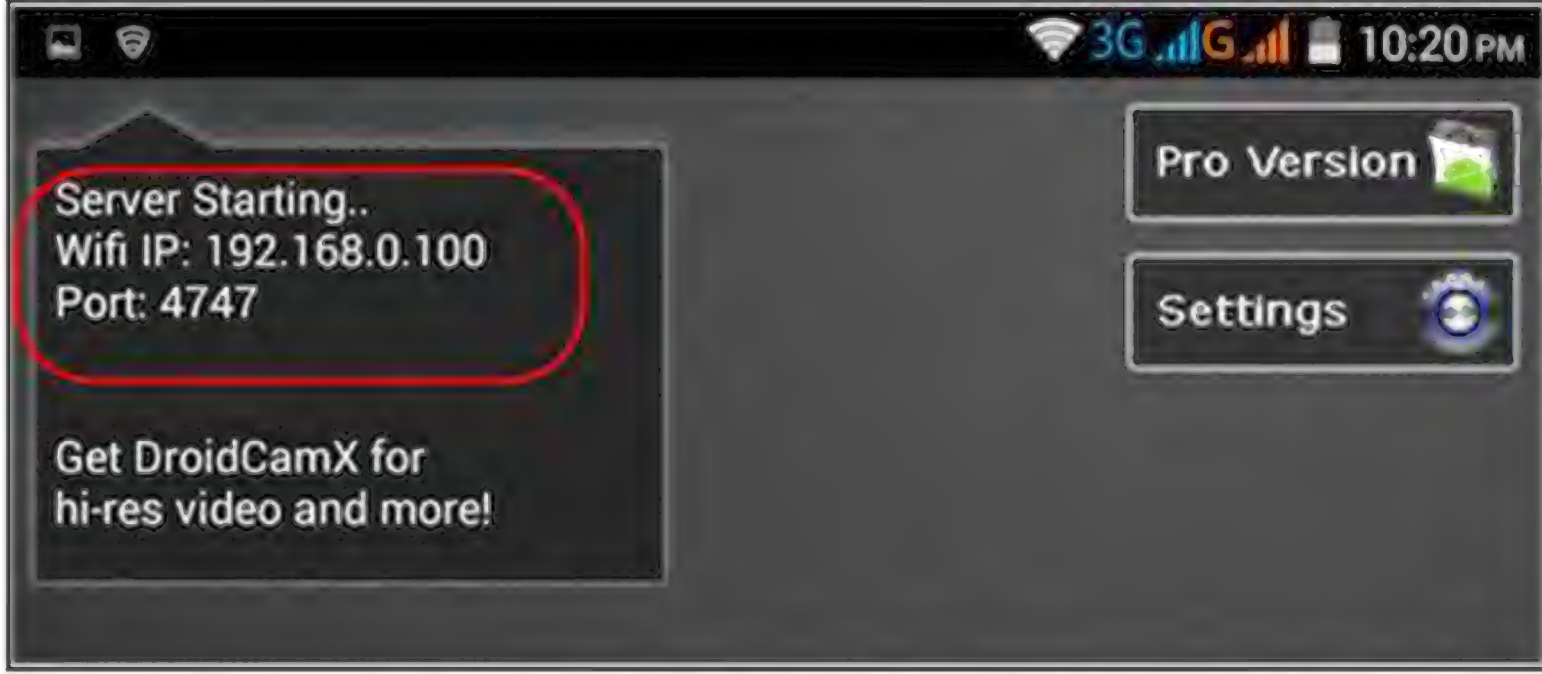 3G G 10:20 PM
Server Starting..
Wifi IP: 192.168.0.100
Port: 4747
Get DroidCamX for
hi-res video and more!
Pro Version
Settings